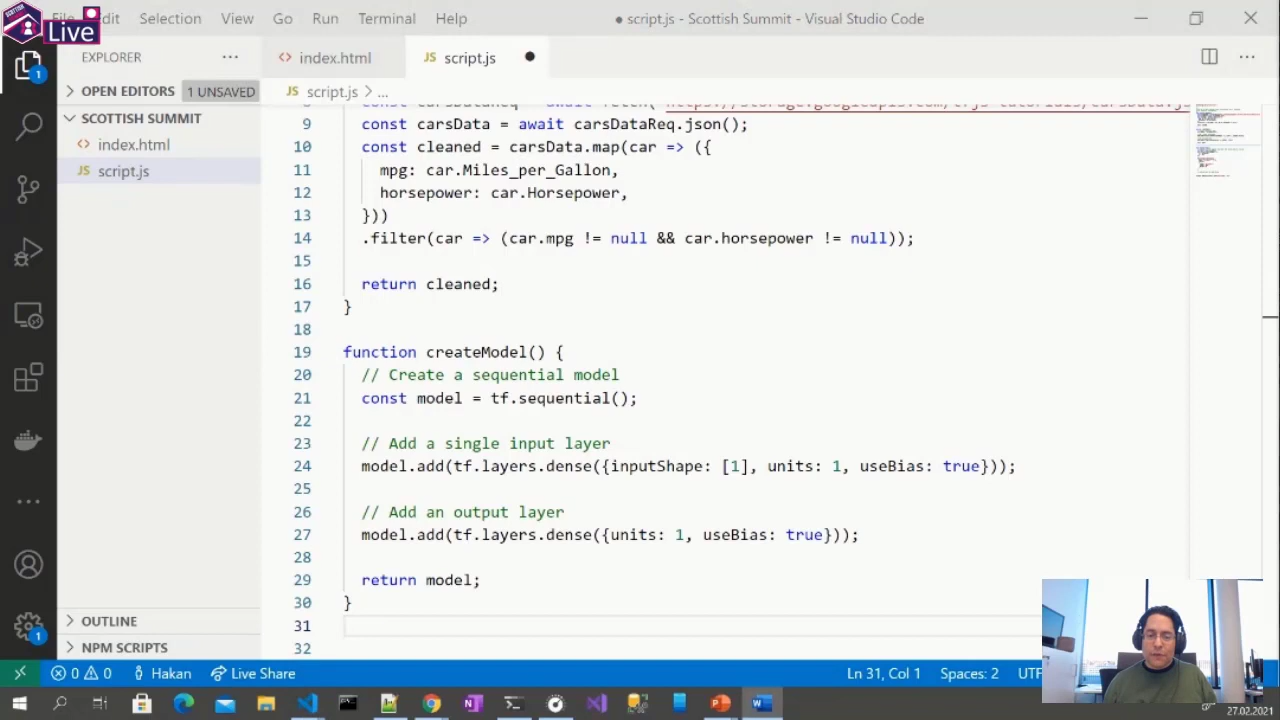 SCOTTISH
Live
File Edit Selection View Go Run Terminal Help
● script.js - Scottish Summit - Visual Studio Code
EXPLORER
index.html
JS script.js
OPEN EDITORS 1 UNSAVED
JS script.js > ...
SCOTTISH SUMMIT
index.html
JS script.js
9 const carsData = await carsDataReq.json();
10 const cleaned = carsData.map(car => ({
11 mpg: car.Miles_per_Gallon,
12 horsepower: car.Horsepower,
13 }))
14 .filter(car => (car.mpg != null && car.horsepower != null));
15
16 return cleaned;
17 }
18
19 function createModel() {
20 // Create a sequential model
21 const model = tf.sequential();
22
23 // Add a single input layer
24 model.add(tf.layers.dense({inputShape: [1], units: 1, useBias: true}));
25
26 // Add an output layer
27 model.add(tf.layers.dense({units: 1, useBias: true}));
28
29 return model;
30 }
31
32
OUTLINE
NPM SCRIPTS
1
1
0 0 Hakan Live Share Ln 31, Col 1 Spaces: 2 UTF
27.02.2021